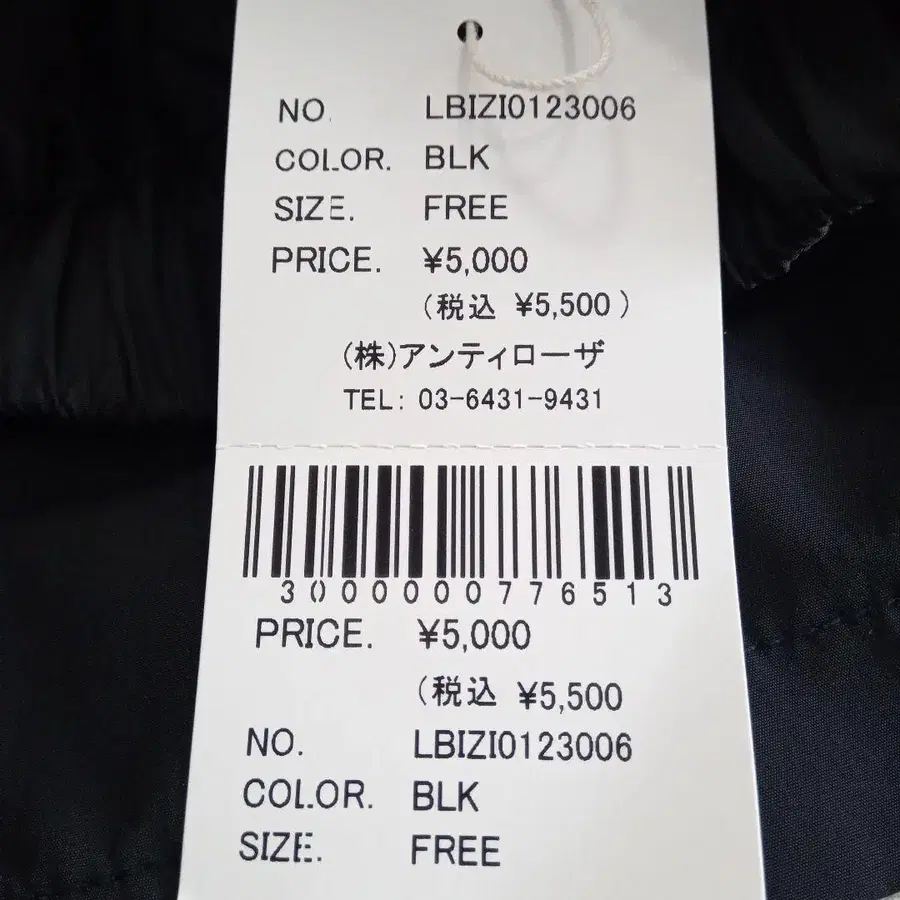 NO. LBIZI0123006
COLOR. BLK
SIZE. FREE
PRICE. ¥5,000
(税込 ¥5,500)
(株)アンティローザ
TEL: 03-6431-9431
3000000776513
PRICE. ¥5,000
(税込 ¥5,500
NO. LBIZI0123006
COLOR. BLK
SIZE. FREE